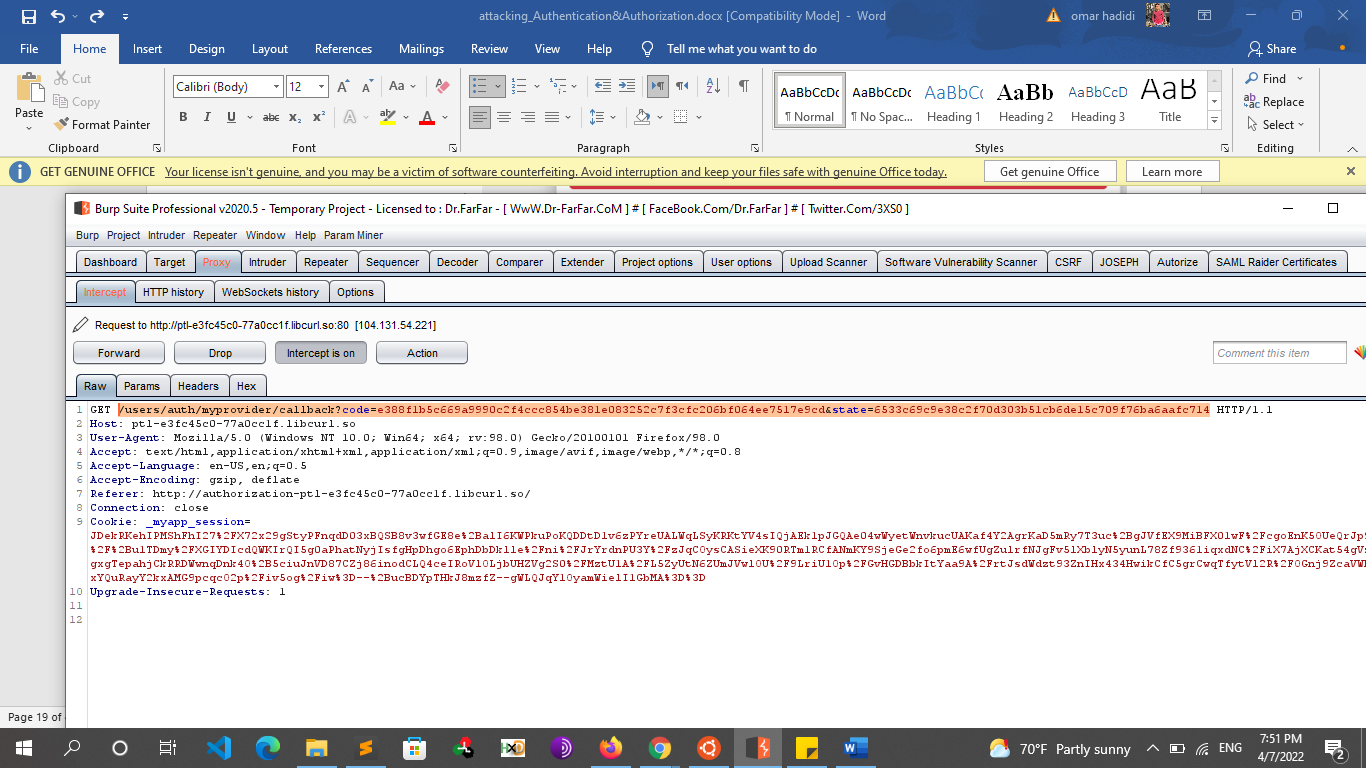 attacking_Authentication&Authorization.docx [Compatibility Mode] - Word
omar hadidi
File Home Insert Design Layout References Mailings Review View Help Tell me what you want to do Share
Paste
Cut
Copy
Format Painter
Clipboard
Calibri (Body) 12
Font
Paragraph
AaBbCcDc AaBbCcDc AaBbCc AaBb AaBbCcD AaB
¶ Normal ¶ No Spac... Heading 1 Heading 2 Heading 3 Title
Styles
Find
Replace
Select
Editing
GET GENUINE OFFICE Your license isn't genuine, and you may be a victim of software counterfeiting. Avoid interruption and keep your files safe with genuine Office today. Get genuine Office Learn more
Burp Suite Professional v2020.5 - Temporary Project - Licensed to : Dr.FarFar - [ WwW.Dr-FarFar.CoM ] # [ FaceBook.Com/Dr.FarFar ] # [ Twitter.Com/3XS0 ]
Burp Project Intruder Repeater Window Help Param Miner
Dashboard Target Proxy Intruder Repeater Sequencer Decoder Comparer Extender Project options User options Upload Scanner Software Vulnerability Scanner CSRF JOSEPH Autorize SAML Raider Certificates
Intercept HTTP history WebSockets history Options
Request to http://ptl-e3fc45c0-77a0cc1f.libcurl.so:80 [104.131.54.221]
Forward Drop Intercept is on Action Comment this item
Raw Params Headers Hex
1 GET /users/auth/myprovider/callback?code=e388f1b5c669a9990c2f4ccc854be381e083252c7f3cfc206bf064ee7517e9cd&state=6533c69c9e38c2f70d303b51cb6de15c709f76ba6aafc714 HTTP/1.1
2 Host: ptl-e3fc45c0-77a0cc1f.libcurl.so
3 User-Agent: Mozilla/5.0 (Windows NT 10.0; Win64; x64; rv:98.0) Gecko/20100101 Firefox/98.0
4 Accept: text/html,application/xhtml+xml,application/xml;q=0.9,image/avif,image/webp,*/*;q=0.8
5 Accept-Language: en-US,en;q=0.5
6 Accept-Encoding: gzip, deflate
7 Referer: http://authorization-ptl-e3fc45c0-77a0cc1f.libcurl.so/
8 Connection: close
9 Cookie: _myapp_session=
10 Upgrade-Insecure-Requests: 1
11
12
Page 19 of
70°F Partly sunny
ENG
7:51 PM
4/7/2022
2